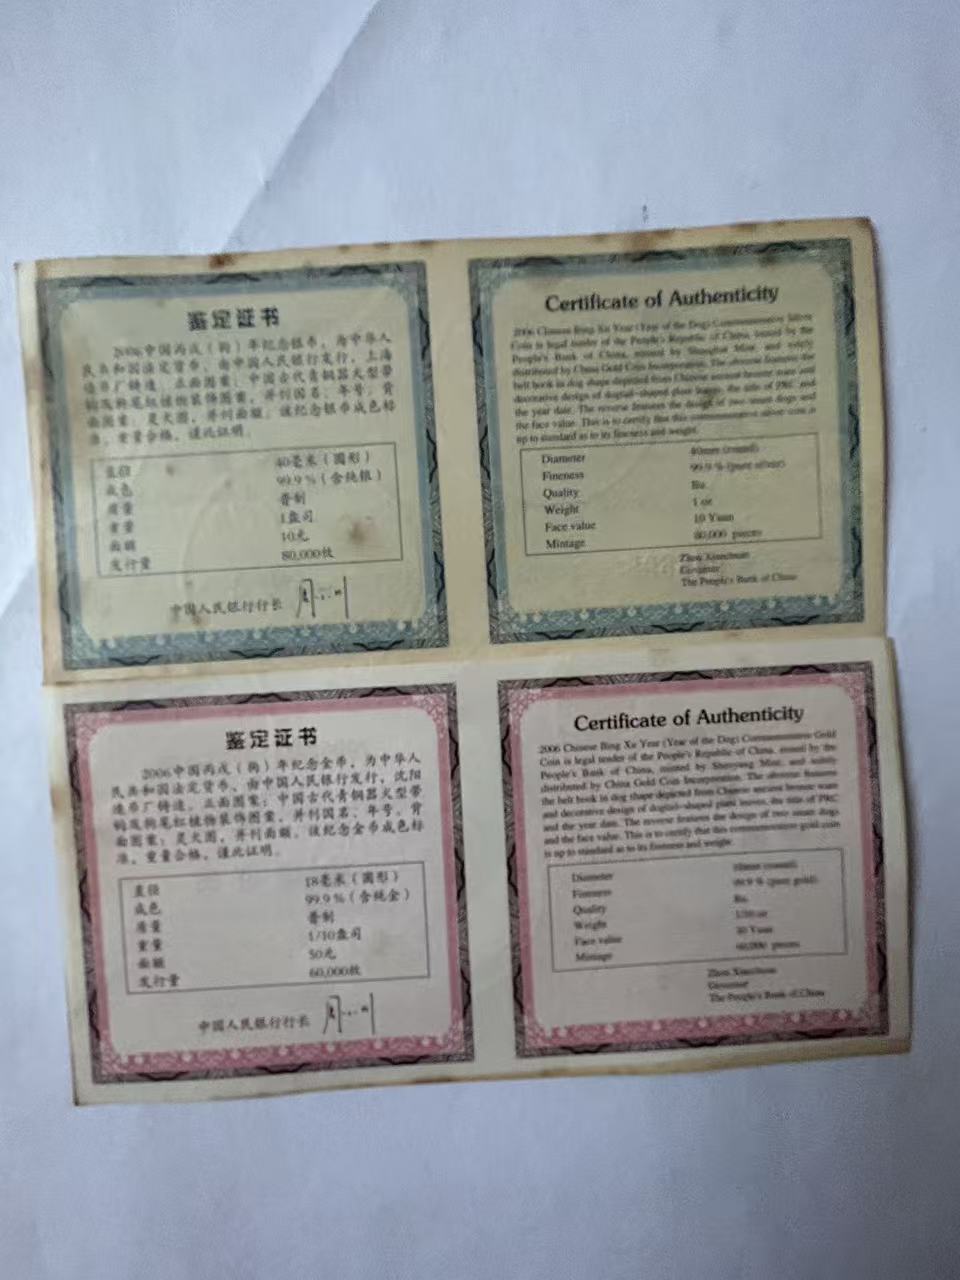 鉴定证书
2006中国丙戌（狗）年纪念银币，为中华人
民共和国法定货币，由中国人民银行发行，上海
造币厂铸造。正面图案：中国古代青铜器犬型带
钩及狗尾红植物装饰图案，并刊国名、年号。背
面图案：灵犬图，并刊面额。该纪念银币成色标
准，重量合格，谨此证明。
直径 40毫米（圆形）
成色 99.9%（含纯银）
质量 普制
重量 1盎司
面额 10元
发行量 80,000枚
中国人民银行行长
Certificate of Authenticity
2006 Chinese Bing Xu Year (Year of the Dog) Commemorative Silver
Coin is legal tender of the People's Republic of China, issued by the
People's Bank of China, minted by Shanghai Mint, and solely
distributed by China Gold Coin Incorporation. The obverse features the
belt hook in dog shape depicted from Chinese ancient bronze ware and
decorative design of dogtail-shaped plant leaves, the title of PRC and
the year date. The reverse features the design of two smart dogs and
the face value. This is to certify that this commemorative silver coin is
up to standard as to its fineness and weight.
Diameter 40mm (round)
Fineness 99.9 % (pure silver)
Quality Bu.
Weight 1 oz
Face value 10 Yuan
Mintage 80,000 pieces
Zhou Xiaochuan
Governor
The People's Bank of China
鉴定证书
2006中国丙戌（狗）年纪念金币，为中华人
民共和国法定货币，由中国人民银行发行，沈阳
造币厂铸造。正面图案：中国古代青铜器犬型带
钩及狗尾红植物装饰图案，并刊国名、年号。背
面图案：灵犬图，并刊面额。该纪念金币成色标
准，重量合格，谨此证明。
直径 18毫米（圆形）
成色 99.9%（含纯金）
质量 普制
重量 1/10盎司
面额 50元
发行量 60,000枚
中国人民银行行长
Certificate of Authenticity
2006 Chinese Bing Xu Year (Year of the Dog) Commemorative Gold
Coin is legal tender of the People's Republic of China, issued by the
People's Bank of China, minted by Shenyang Mint, and solely
distributed by China Gold Coin Incorporation. The obverse features
the belt hook in dog shape depicted from Chinese ancient bronze ware
and decorative design of dogtail-shaped plant leaves, the title of PRC
and the year date. The reverse features the design of two smart dogs
and the face value. This is to certify that this commemorative gold coin
is up to standard as to its fineness and weight.
Diameter 18mm (round)
Fineness 99.9 % (pure gold)
Quality Bu.
Weight 1/10 oz
Face value 50 Yuan
Mintage 60,000 pieces
Zhou Xiaochuan
Governor
The People's Bank of China